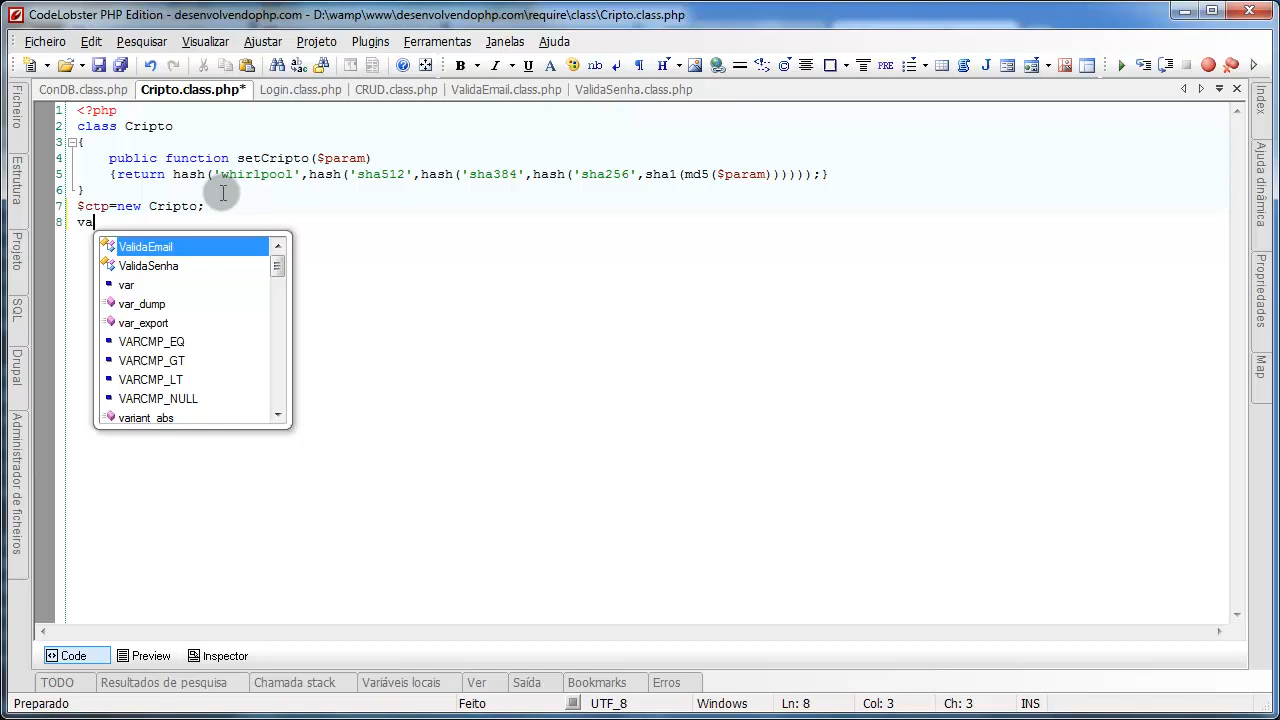 CodeLobster PHP Edition - desenvolvendophp.com - D:\wamp\www\desenvolvendophp.com\require\class\Cripto.class.php]
Ficheiro Edit Pesquisar Visualizar Ajustar Projeto Plugins Ferramentas Janelas Ajuda
ConDB.class.php Cripto.class.php* Login.class.php CRUD.class.php ValidaEmail.class.php ValidaSenha.class.php
1 <?php
2 class Cripto
3 {
4 public function setCripto($param)
5 {return hash('whirlpool',hash('sha512',hash('sha384',hash('sha256',sha1(md5($param))))));}
6 }
7 $ctp=new Cripto;
8 va
ValidaEmail
ValidaSenha
var
var_dump
var_export
VARCMP_EQ
VARCMP_GT
VARCMP_LT
VARCMP_NULL
variant_abs
Ficheiro
Estrutura
Projeto
SQL
Drupal
Administrador de ficheiros
Index
Ajuda dinâmica
Propriedades
Map
Code Preview Inspector
TODO Resultados de pesquisa Chamada stack Variáveis locais Ver Saída Bookmarks Erros
Preparado Feito UTF_8 Windows Ln: 8 Col: 3 Ch: 3 INS